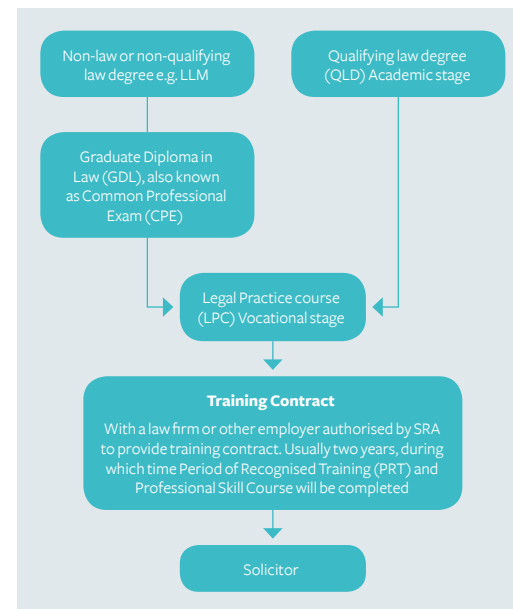 Non-law or non-qualifying
law degree e.g. LLM
Qualifying law degree
(QLD) Academic stage
Graduate Diploma in
Law (GDL), also known
as Common Professional
Exam (CPE)
Legal Practice course
(LPC) Vocational stage
Training Contract
With a law firm or other employer authorised by SRA
to provide training contract. Usually two years, during
which time Period of Recognised Training (PRT) and
Professional Skill Course will be completed
Solicitor